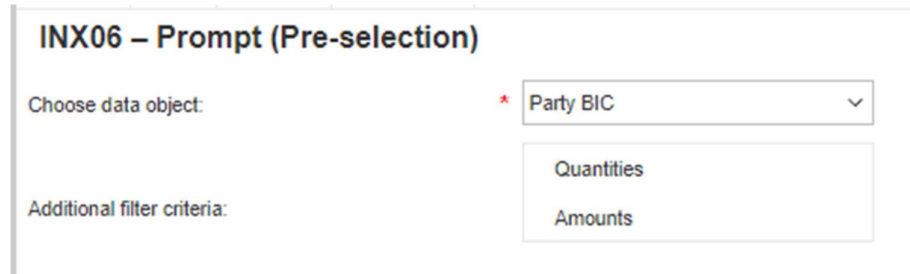 INX06 – Prompt (Pre-selection)
Choose data object:
* Party BIC
Quantities
Additional filter criteria:
Amounts